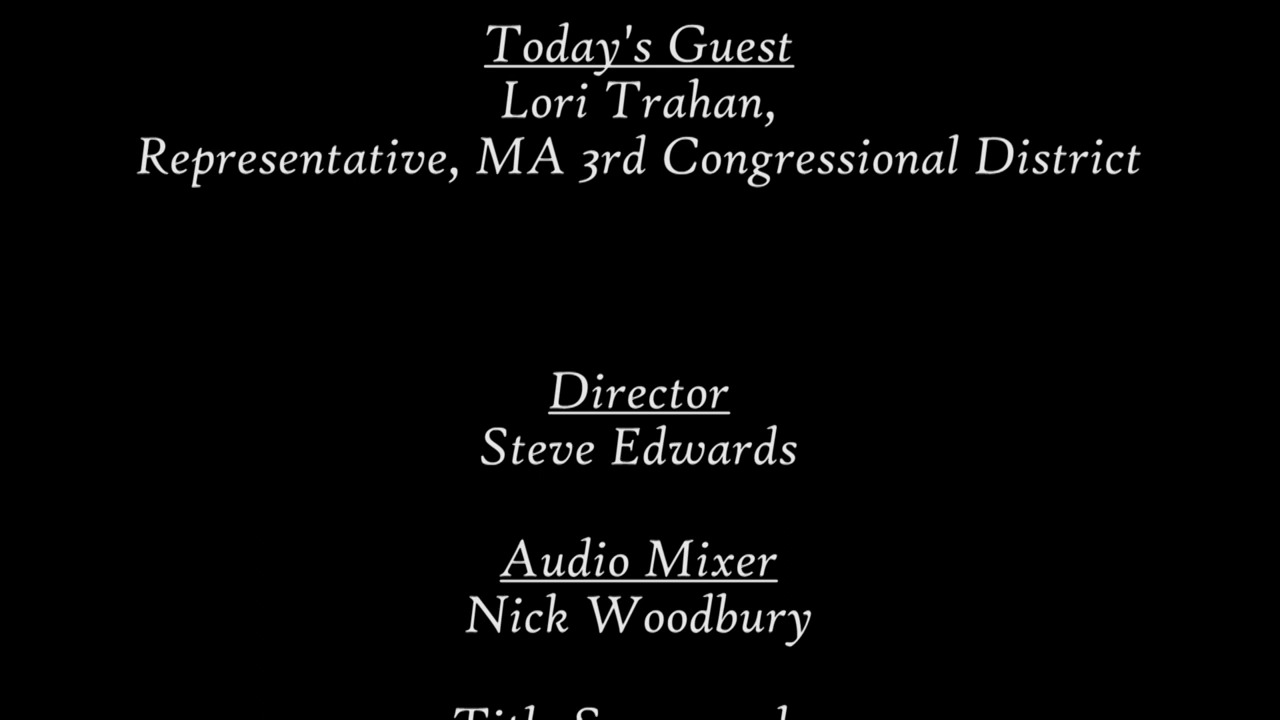 Today's Guest
Lori Trahan,
Representative, MA 3rd Congressional District
Director
Steve Edwards
Audio Mixer
Nick Woodbury